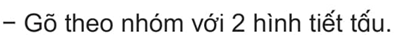 – Gõ theo nhóm với 2 hình tiết tấu.